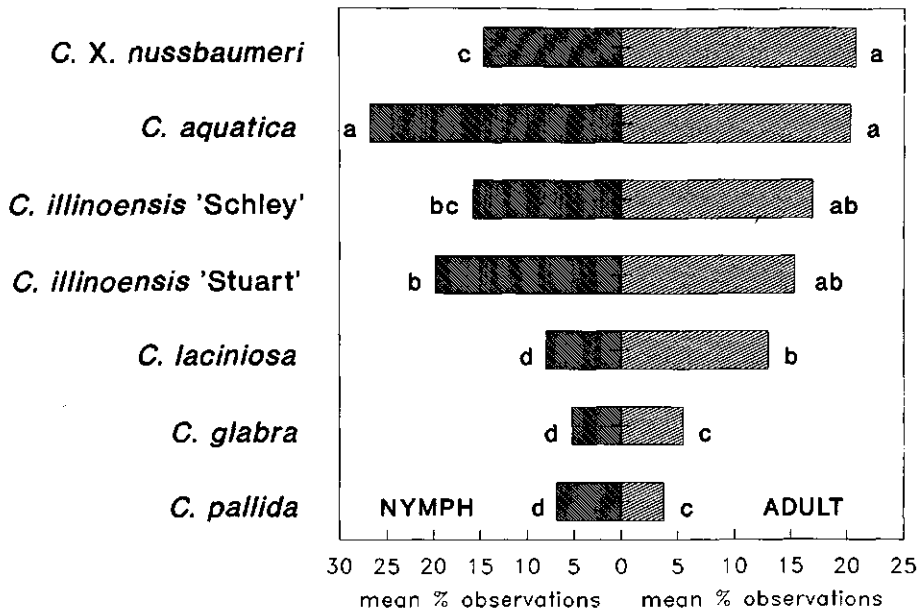 C. X. nussbaumeri c a
C. aquatica a a
C. illinoensis 'Schley' bc ab
C. illinoensis 'Stuart' b ab
C. laciniosa d b
C. glabra d c
C. pallida NYMPH d c ADULT
30 25 20 15 10 5 0 5 10 15 20 25
mean % observations mean % observations